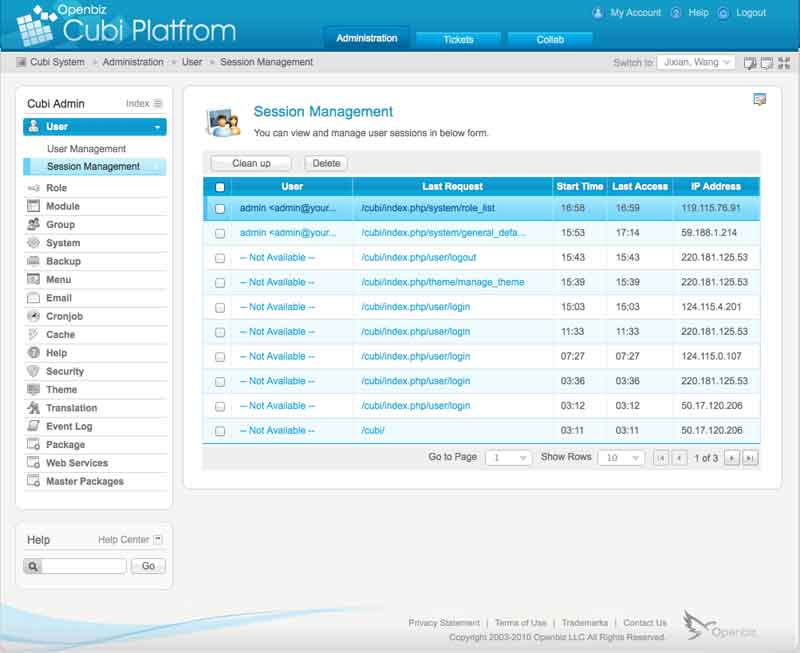 Openbiz
Cubi Platfrom
My Account Help Logout
Administration Tickets Collab
Cubi System Administration User Session Management
Switch to: Jixian, Wang
Cubi Admin Index
User
User Management
Session Management
Role
Module
Group
System
Backup
Menu
Email
Cronjob
Cache
Help
Security
Theme
Translation
Event Log
Package
Web Services
Master Packages
Help Help Center
Go
Session Management
You can view and manage user sessions in below form.
Clean up Delete
User Last Request Start Time Last Access IP Address
admin <admin@your... /cubi/index.php/system/role_list 16:58 16:59 119.115.76.91
admin <admin@your... /cubi/index.php/system/general_defa... 15:53 17:14 59.188.1.214
-- Not Available -- /cubi/index.php/user/logout 15:43 15:43 220.181.125.53
-- Not Available -- /cubi/index.php/theme/manage_theme 15:39 15:39 220.181.125.53
-- Not Available -- /cubi/index.php/user/login 15:03 15:03 124.115.4.201
-- Not Available -- /cubi/index.php/user/login 11:33 11:33 220.181.125.53
-- Not Available -- /cubi/index.php/user/login 07:27 07:27 124.115.0.107
-- Not Available -- /cubi/index.php/user/login 03:36 03:36 220.181.125.53
-- Not Available -- /cubi/index.php/user/login 03:12 03:12 50.17.120.206
-- Not Available -- /cubi/ 03:11 03:11 50.17.120.206
Go to Page 1 Show Rows 10 1 of 3
Privacy Statement | Terms of Use | Trademarks | Contact Us
Copyright 2003-2010 Openbiz LLC All Rights Reserved.
Openbiz